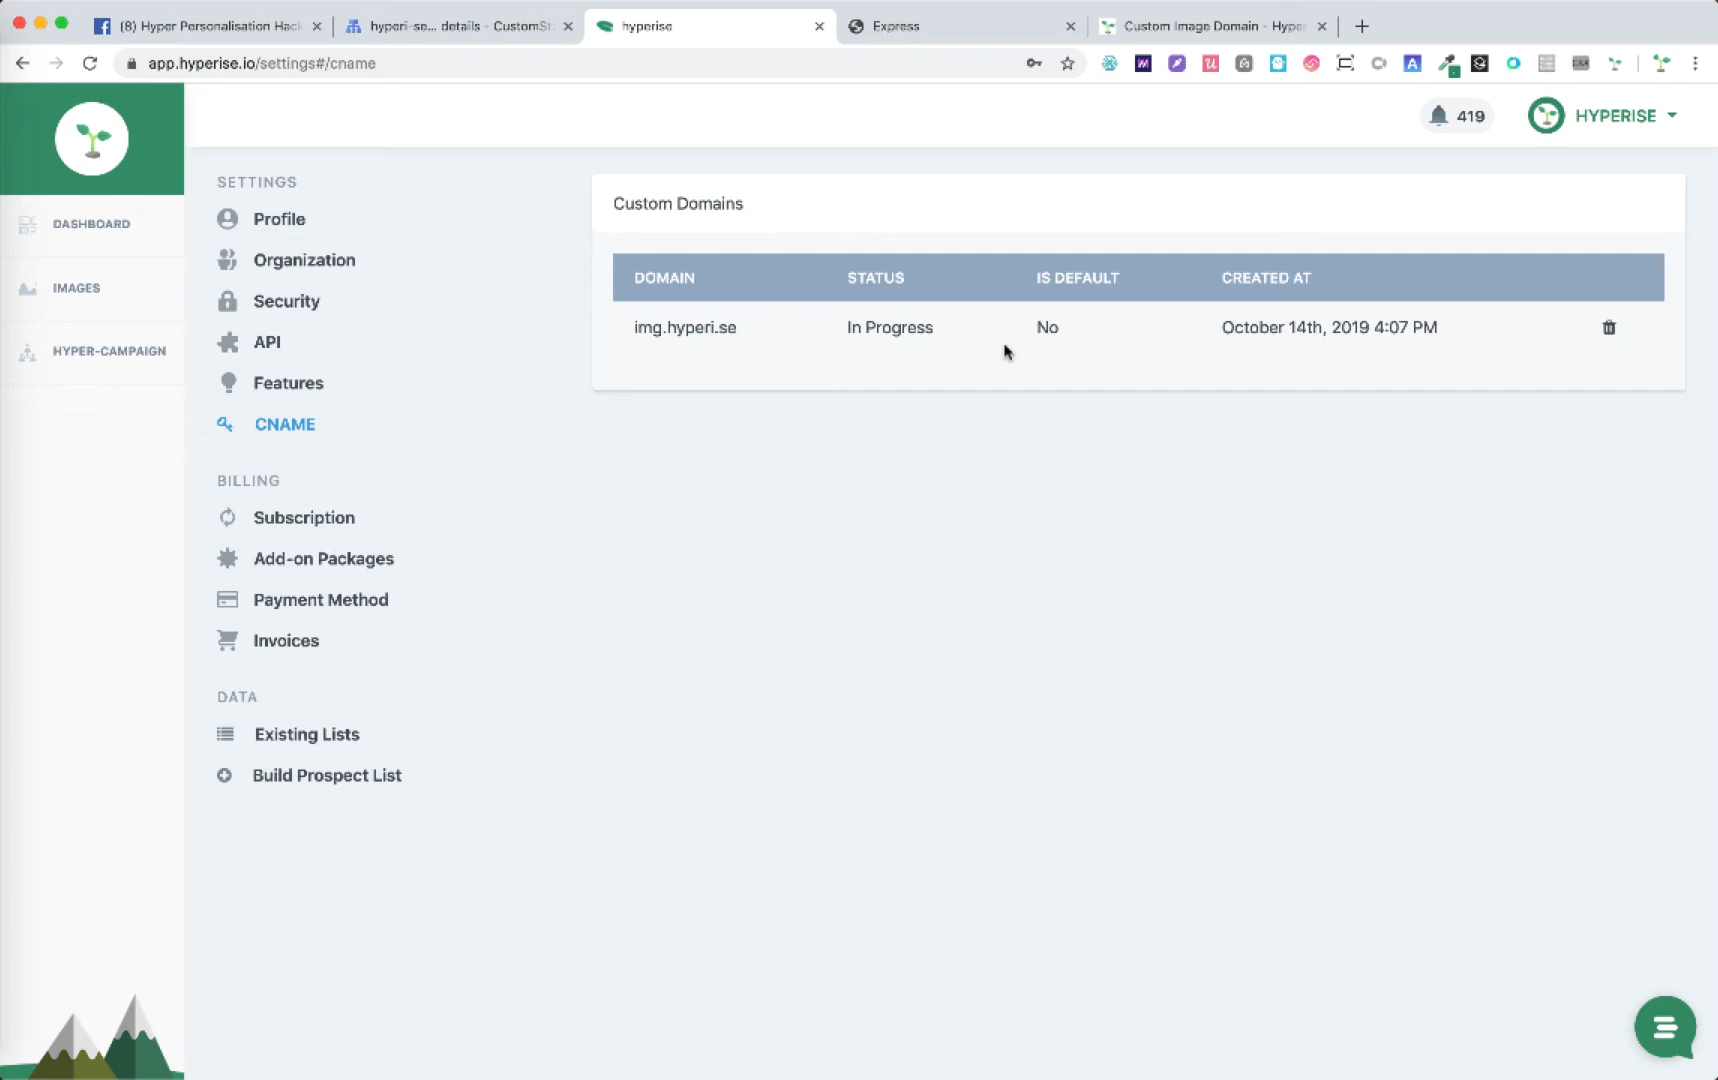 (8) Hyper Personalisation Hack
hyperi-se... details - CustomSt
hyperise
Express
Custom Image Domain - Hyper
app.hyperise.io/settings#/cname
419
HYPERISE
DASHBOARD
IMAGES
HYPER-CAMPAIGN
SETTINGS
Profile
Organization
Security
API
Features
CNAME
BILLING
Subscription
Add-on Packages
Payment Method
Invoices
DATA
Existing Lists
Build Prospect List
Custom Domains
DOMAIN STATUS IS DEFAULT CREATED AT
img.hyperi.se In Progress No October 14th, 2019 4:07 PM